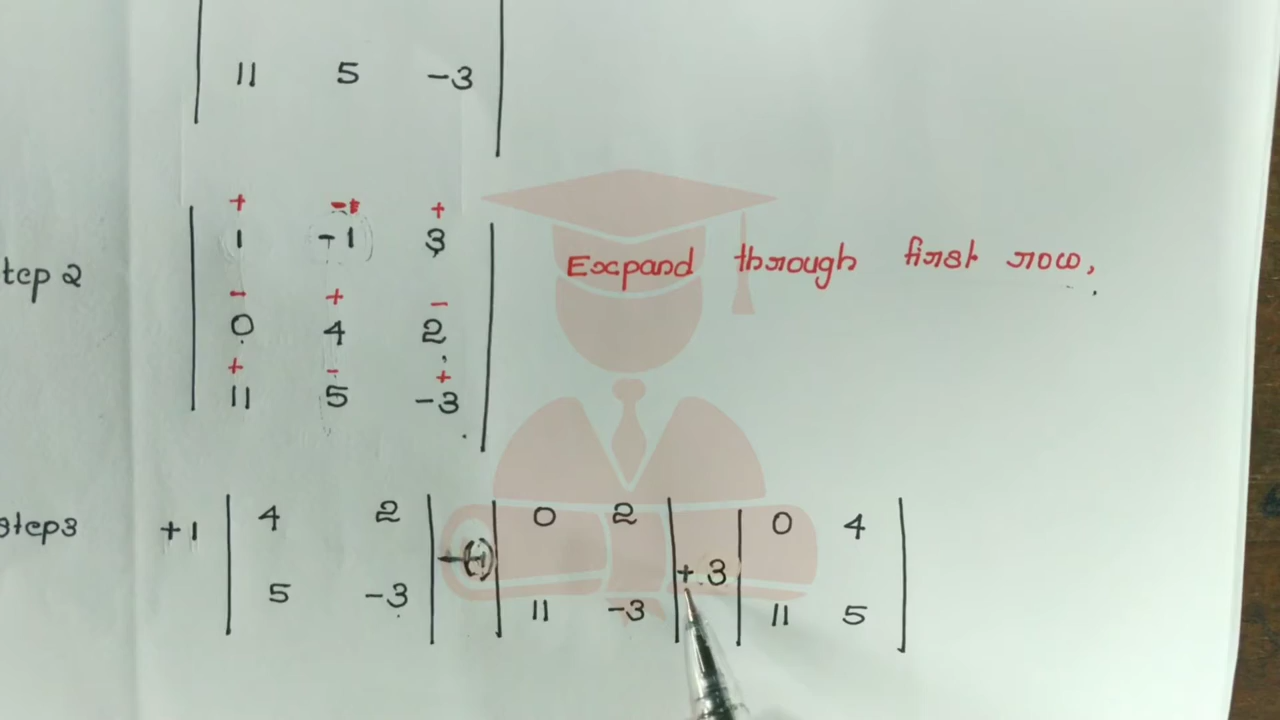 11 5 -3
+ - +
1 -1 3
tep 2 Expand through first row,
- + -
0 4 2
+ - +
11 5 -3
step3 +1 | 4 2 | -(-1) | 0 2 | + 3 | 0 4 |
5 -3 11 -3 11 5